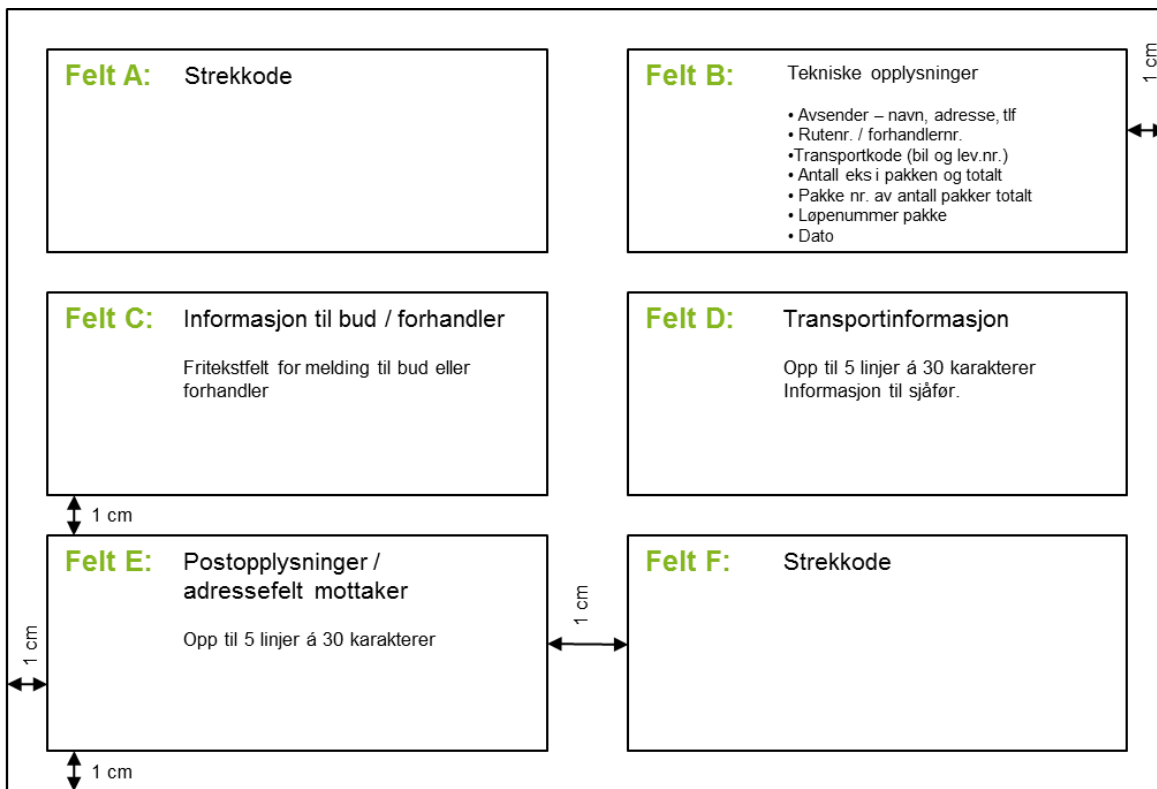 Felt A: Strekkode
Felt B: Tekniske opplysninger
• Avsender – navn, adresse, tlf
• Rutenr. / forhandlernr.
•Transportkode (bil og lev.nr.)
• Antall eks i pakken og totalt
• Pakke nr. av antall pakker totalt
• Løpenummer pakke
• Dato
1 cm
Felt C: Informasjon til bud / forhandler
Fritekstfelt for melding til bud eller
forhandler
Felt D: Transportinformasjon
Opp til 5 linjer á 30 karakterer
Informasjon til sjåfør.
1 cm
Felt E: Postopplysninger /
adressefelt mottaker
Opp til 5 linjer á 30 karakterer
1 cm
1 cm
Felt F: Strekkode
1 cm